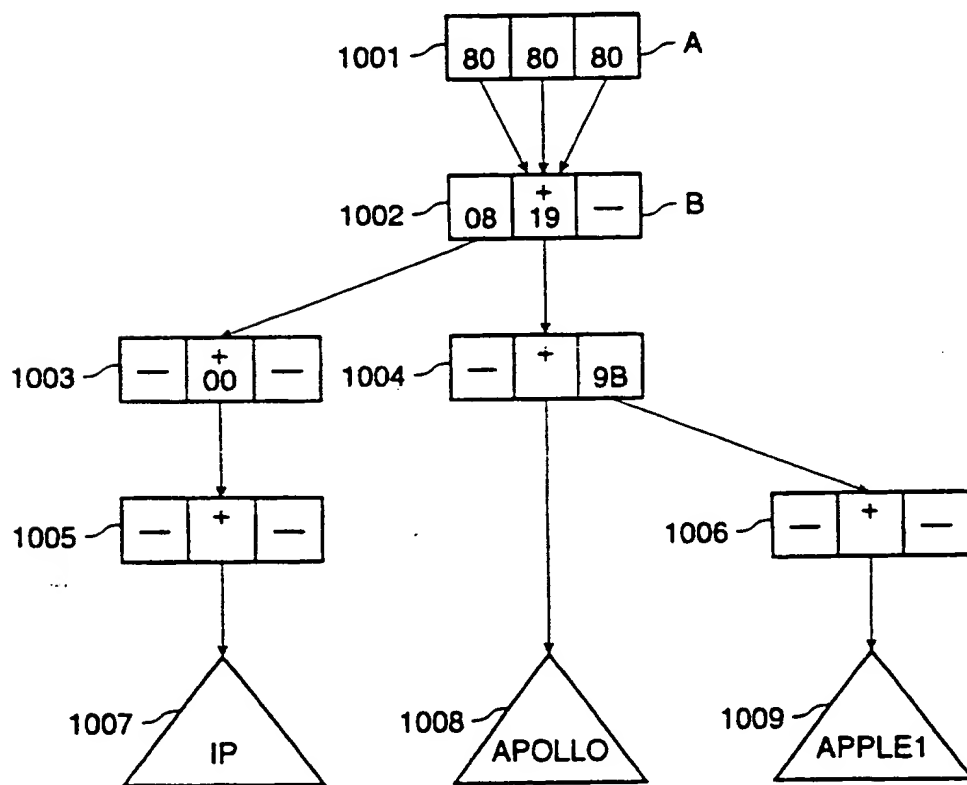 1001 80 80 80 A
+
1002 08 19 — B
+ +
1003 — 00 — 1004 — 9B
+ +
1005 — — 1006 — —
1007 IP 1008 APOLLO 1009 APPLE1